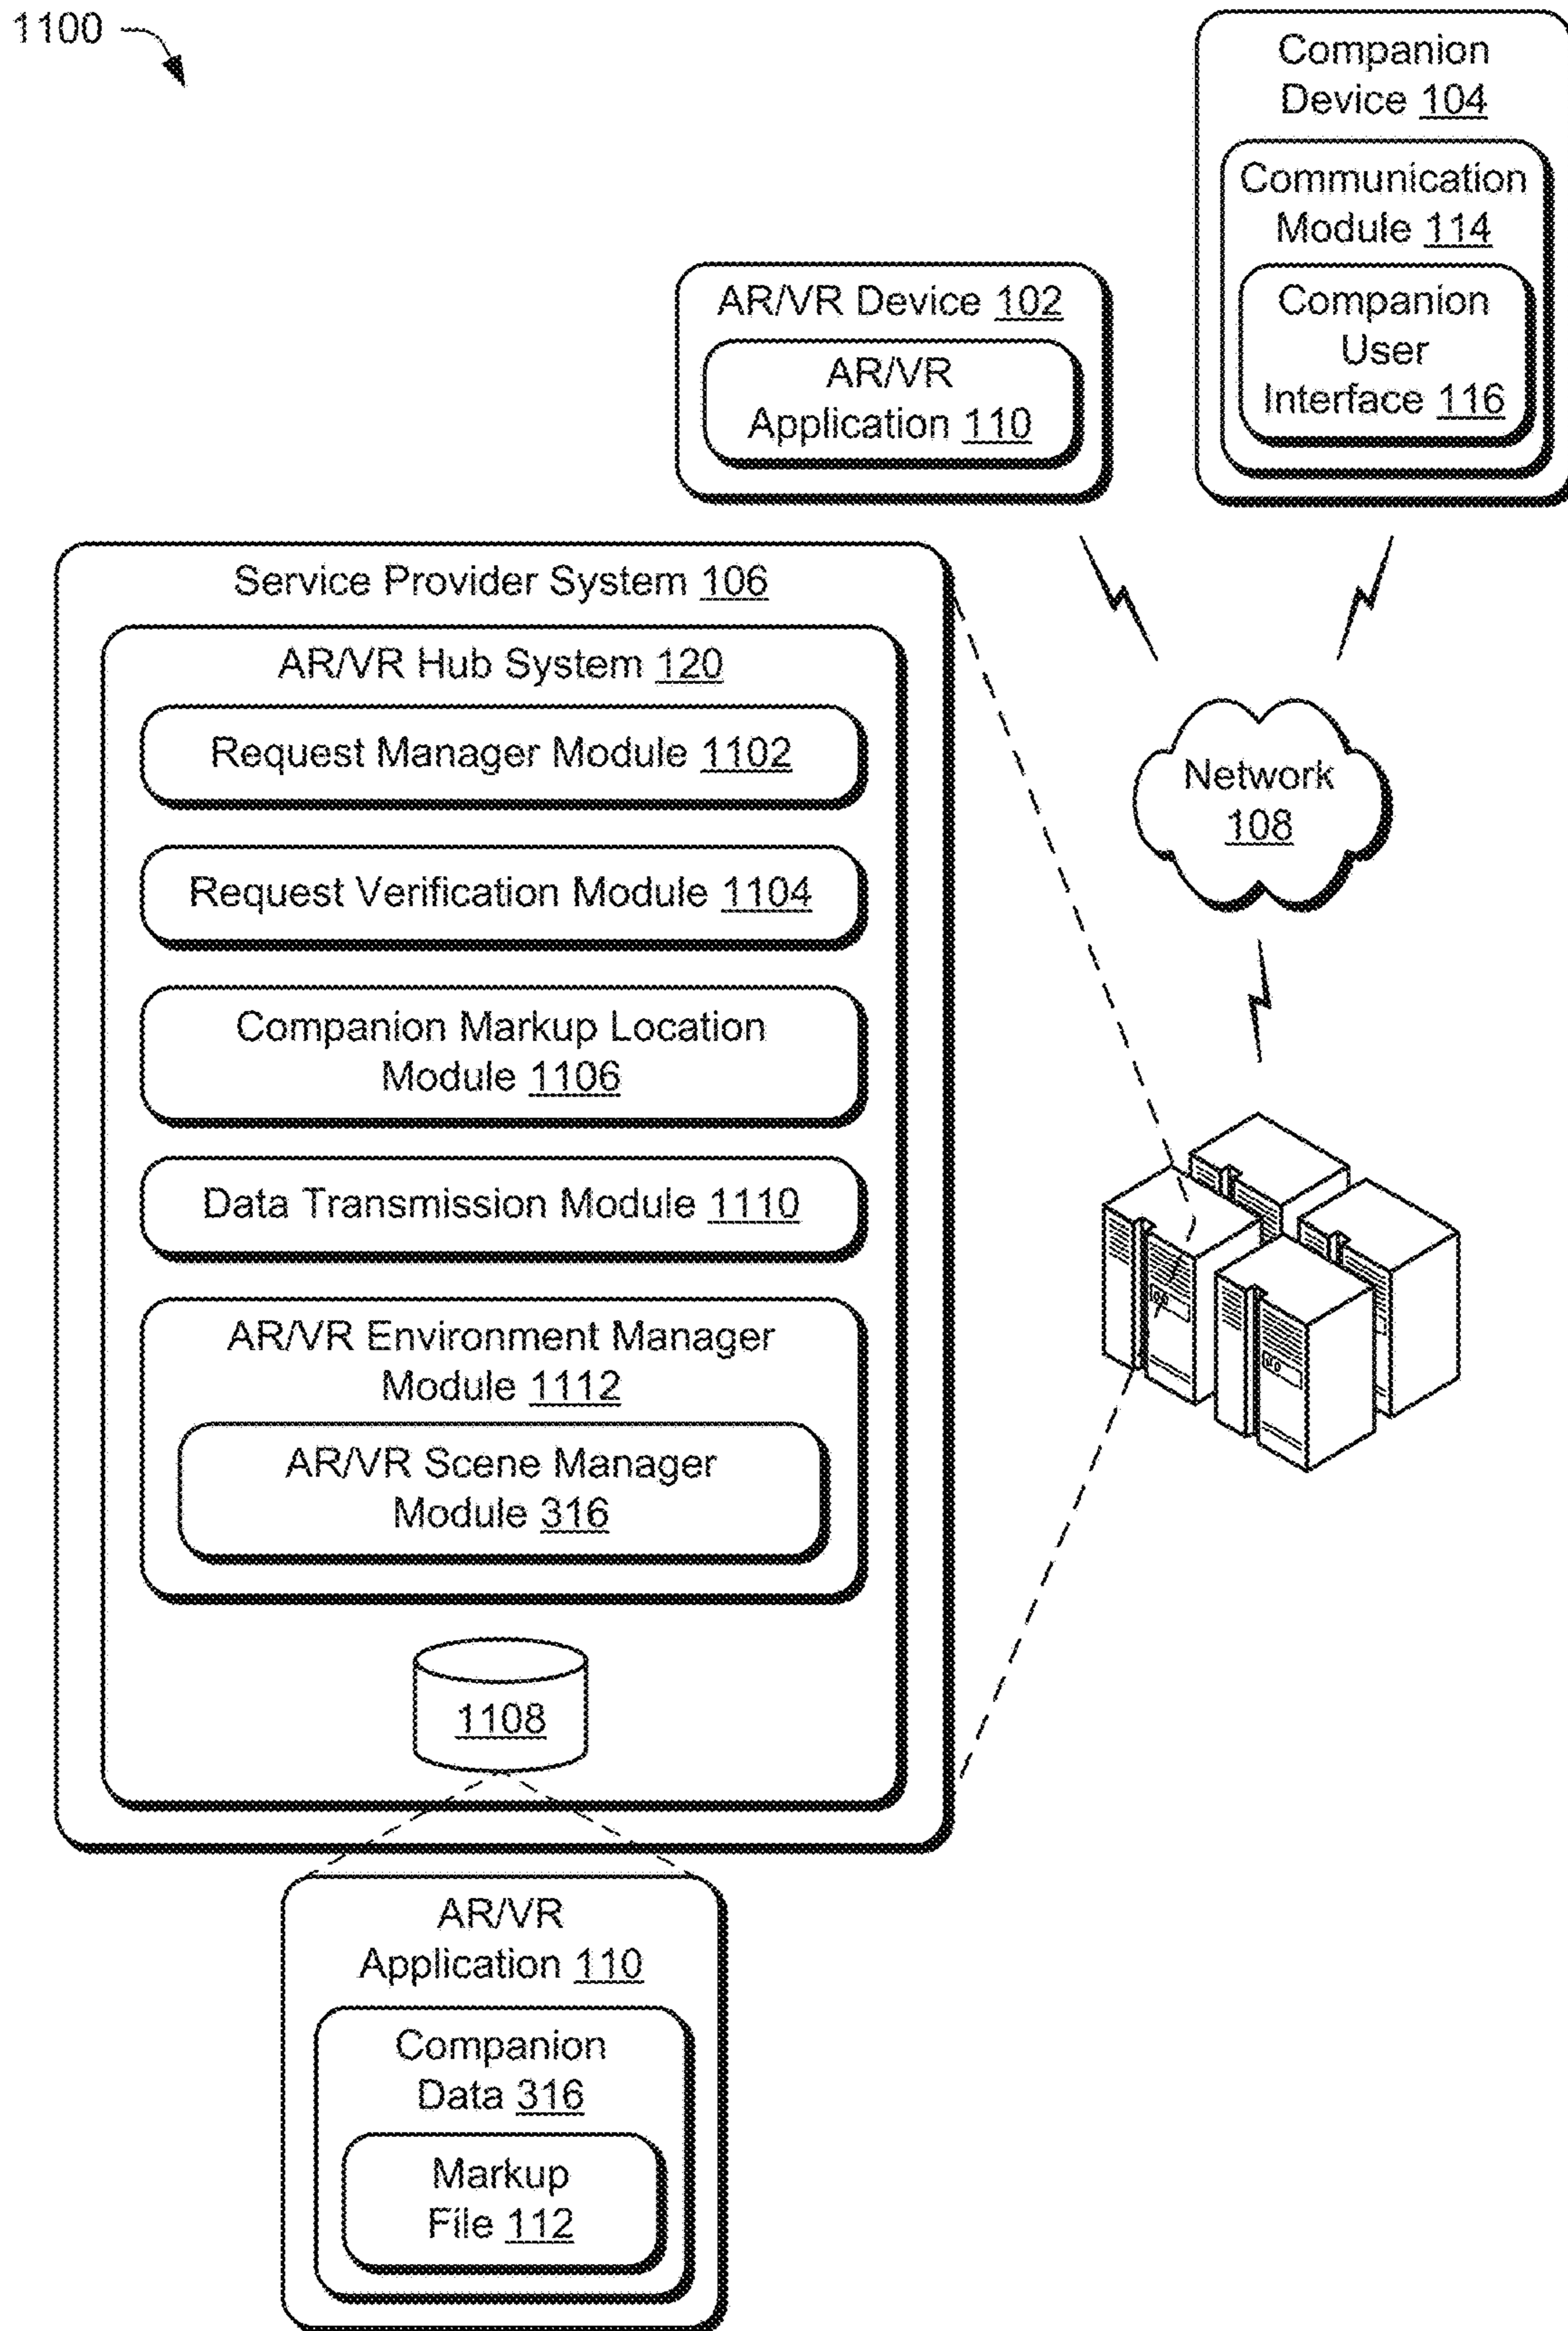 1100
Companion
Device 104
Communication
Module 114
Companion
User
Interface 116
AR/VR Device 102
AR/VR
Application 110
Service Provider System 106
AR/VR Hub System 120
Request Manager Module 1102
Request Verification Module 1104
Companion Markup Location
Module 1106
Data Transmission Module 1110
AR/VR Environment Manager
Module 1112
AR/VR Scene Manager
Module 316
1108
Network
108
AR/VR
Application 110
Companion
Data 316
Markup
File 112